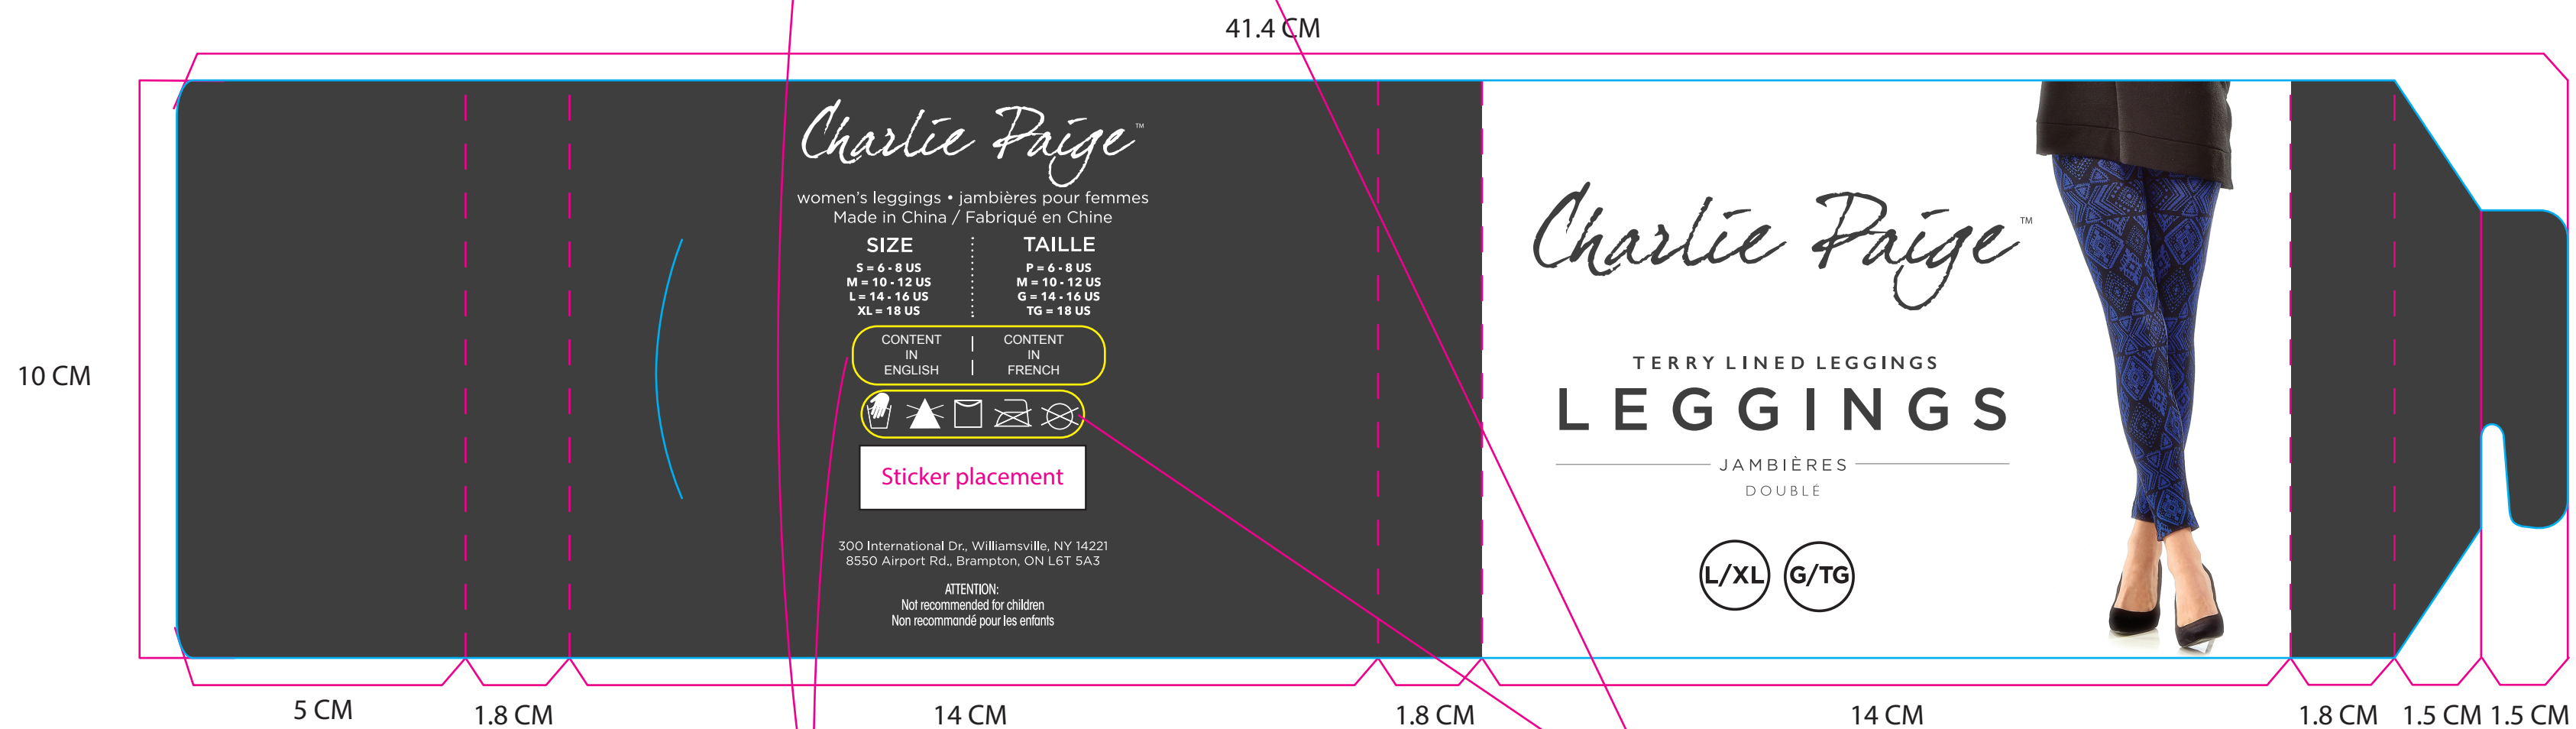 41.4 CM
10 CM
Charlie Paige™
women's leggings • jambières pour femmes
Made in China / Fabriqué en Chine
SIZE
S = 6 - 8 US
M = 10 - 12 US
L = 14 - 16 US
XL = 18 US
TAILLE
P = 6 - 8 US
M = 10 - 12 US
G = 14 - 16 US
TG = 18 US
CONTENT
IN
ENGLISH
CONTENT
IN
FRENCH
Sticker placement
300 International Dr., Williamsville, NY 14221
8550 Airport Rd., Brampton, ON L6T 5A3
ATTENTION:
Not recommended for children
Non recommandé pour les enfants
Charlie Paige™
TERRY LINED LEGGINGS
LEGGINGS
JAMBIÈRES
DOUBLÉ
L/XL G/TG
5 CM
1.8 CM
14 CM
1.8 CM
14 CM
1.8 CM
1.5 CM
1.5 CM